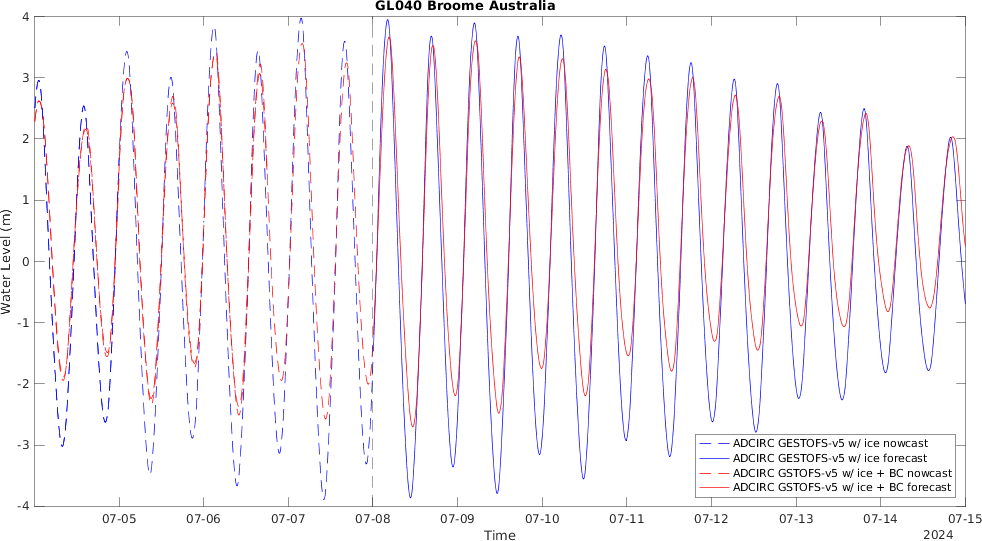 GL040 Broome Australia
4
3
2
1
0
-1
-2
-3
-4
Water Level (m)
ADCIRC GESTOFS-v5 w/ ice nowcast
ADCIRC GESTOFS-v5 w/ ice forecast
ADCIRC GSTOFS-v5 w/ ice + BC nowcast
ADCIRC GSTOFS-v5 w/ ice + BC forecast
07-05 07-06 07-07 07-08 07-09 07-10 07-11 07-12 07-13 07-14 07-15
Time
2024